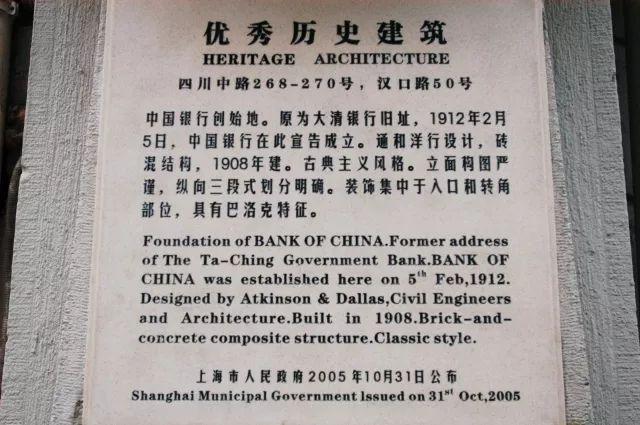 优秀历史建筑
HERITAGE ARCHITECTURE
四川中路268-270号，汉口路50号
中国银行创始地。原为大清银行旧址，1912年2月
5日，中国银行在此宣告成立。通和洋行设计，砖
混结构，1908年建。古典主义风格。立面构图严
谨，纵向三段式划分明确。装饰集中于入口和转角
部位，具有巴洛克特征。
Foundation of BANK OF CHINA.Former address
of The Ta-Ching Government Bank.BANK OF
CHINA was established here on 5th Feb,1912.
Designed by Atkinson & Dallas,Civil Engineers
and Architecture.Built in 1908.Brick-and-
concrete composite structure.Classic style.
上海市人民政府2005年10月31日公布
Shanghai Municipal Government Issued on 31st Oct,2005